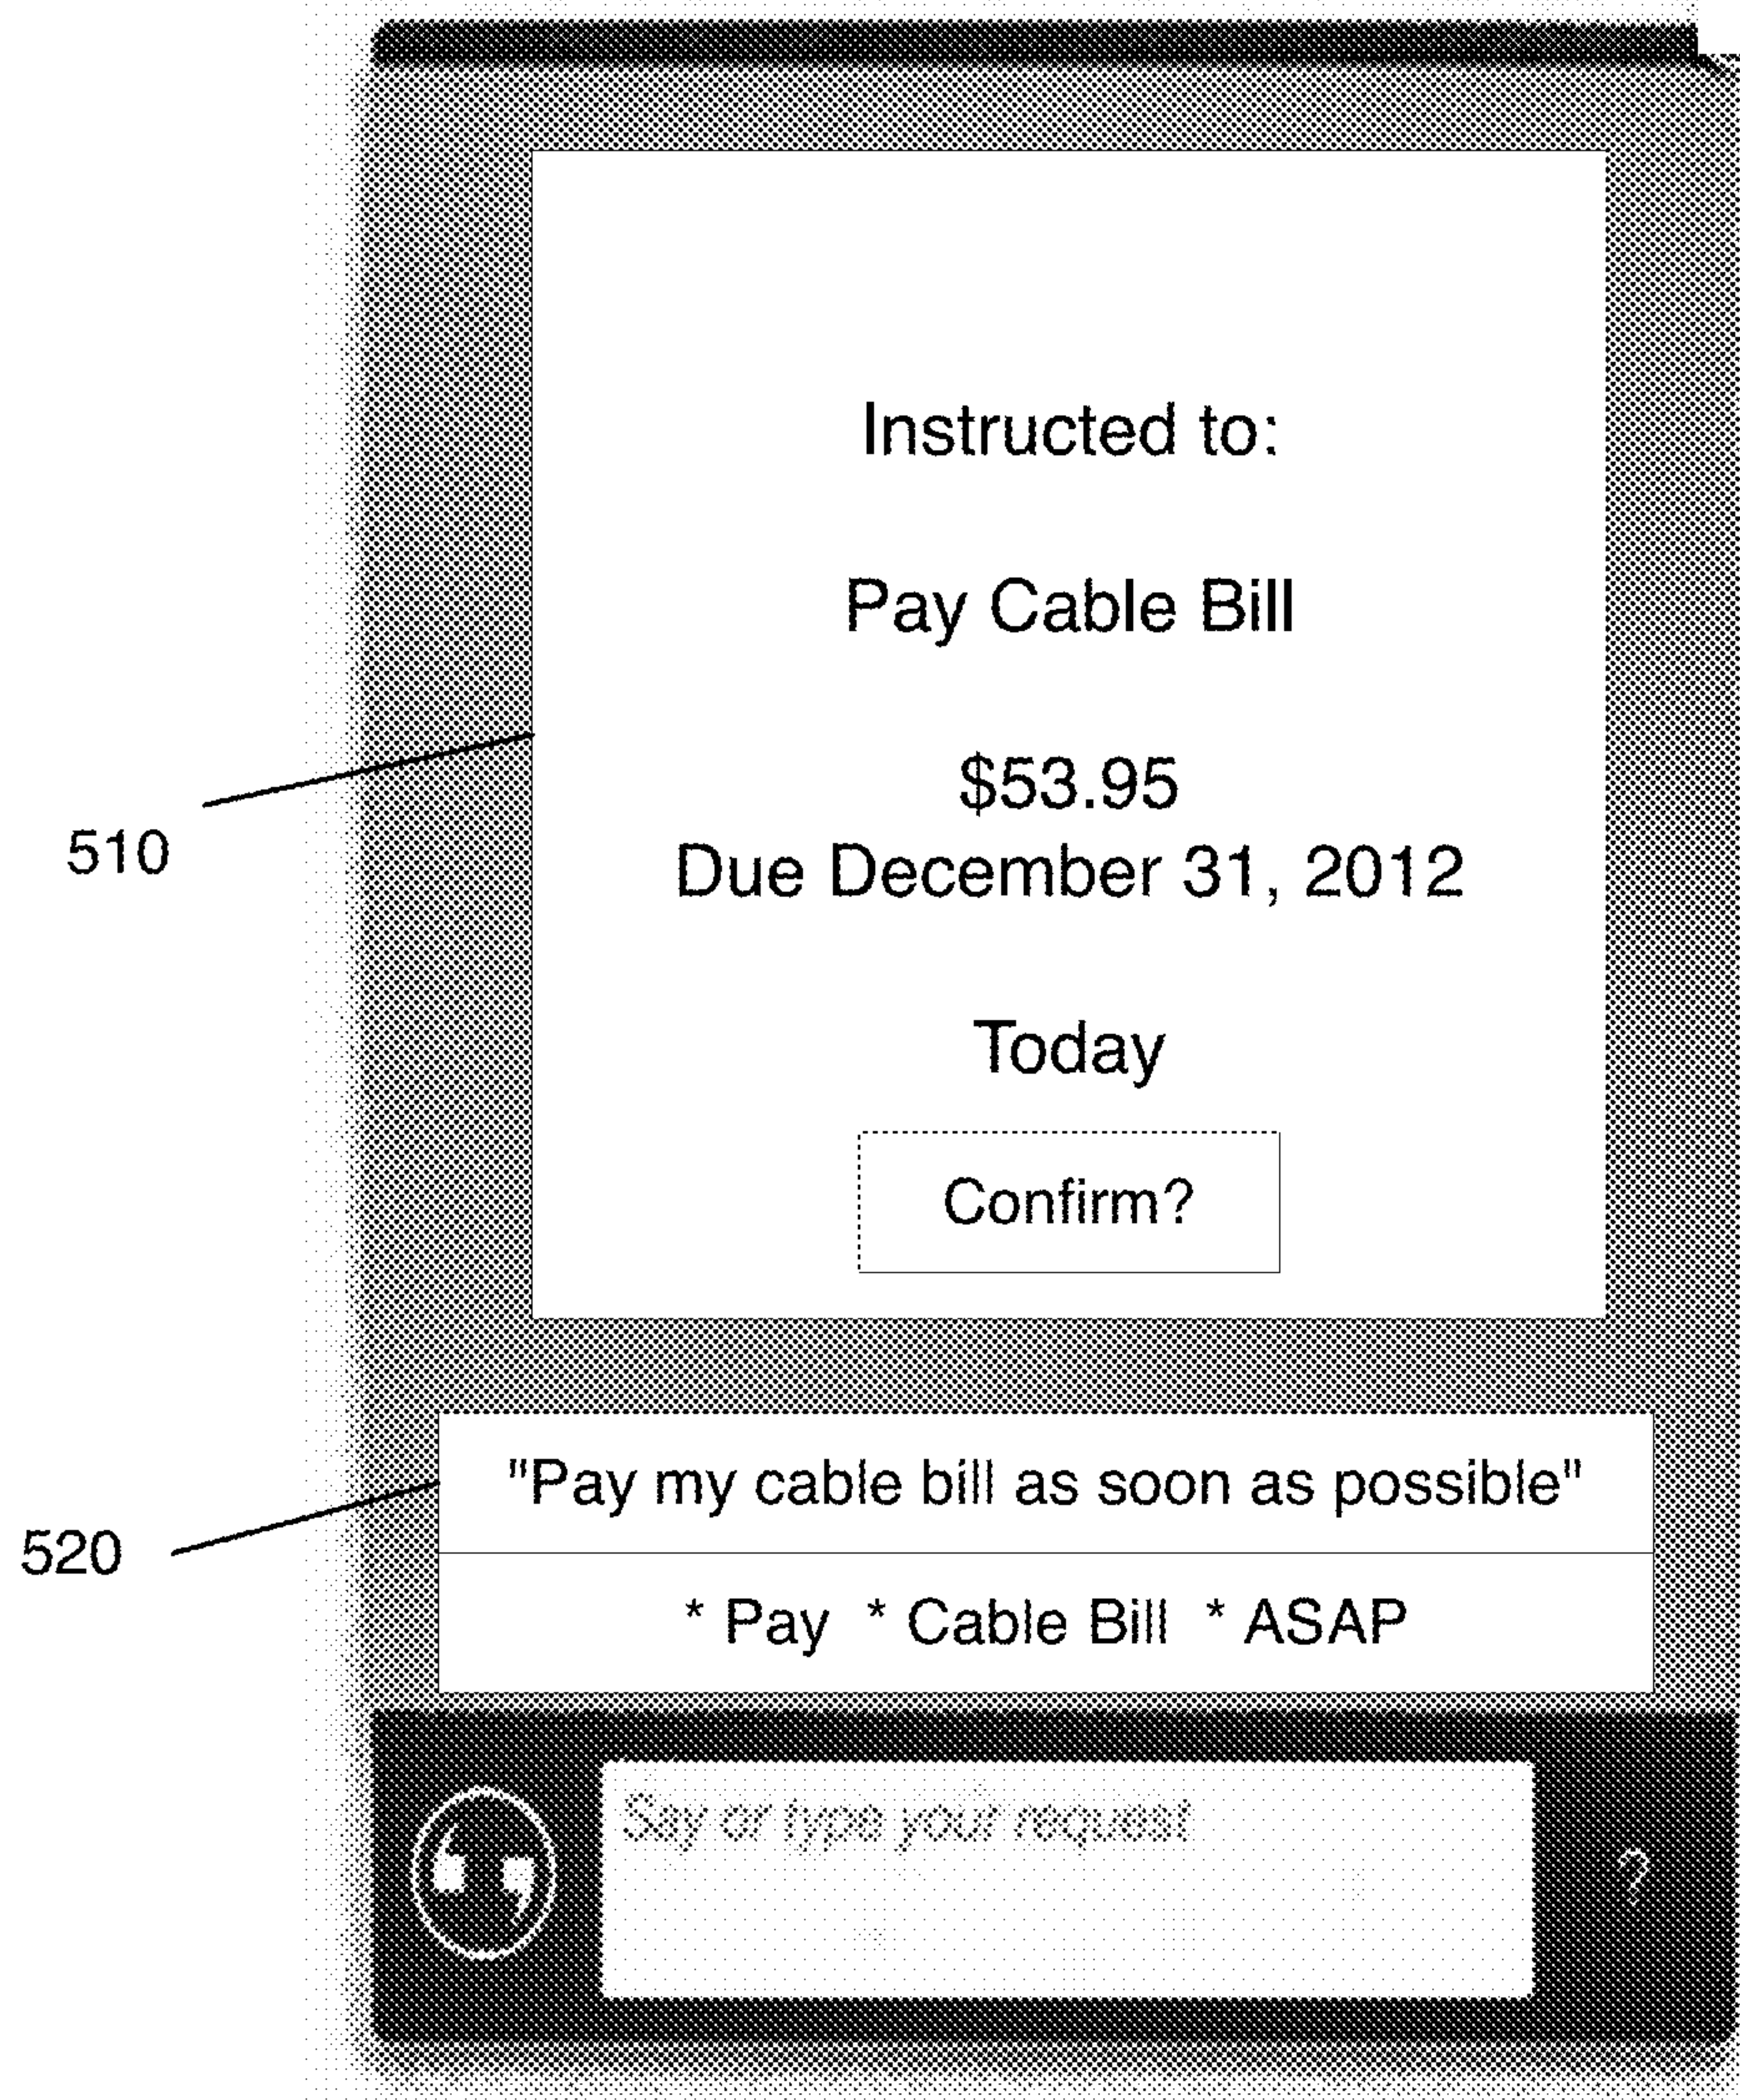 Instructed to:
Pay Cable Bill
$53.95
Due December 31, 2012
Today
Confirm?
510
"Pay my cable bill as soon as possible"
520
* Pay * Cable Bill * ASAP
Say or type your request
?